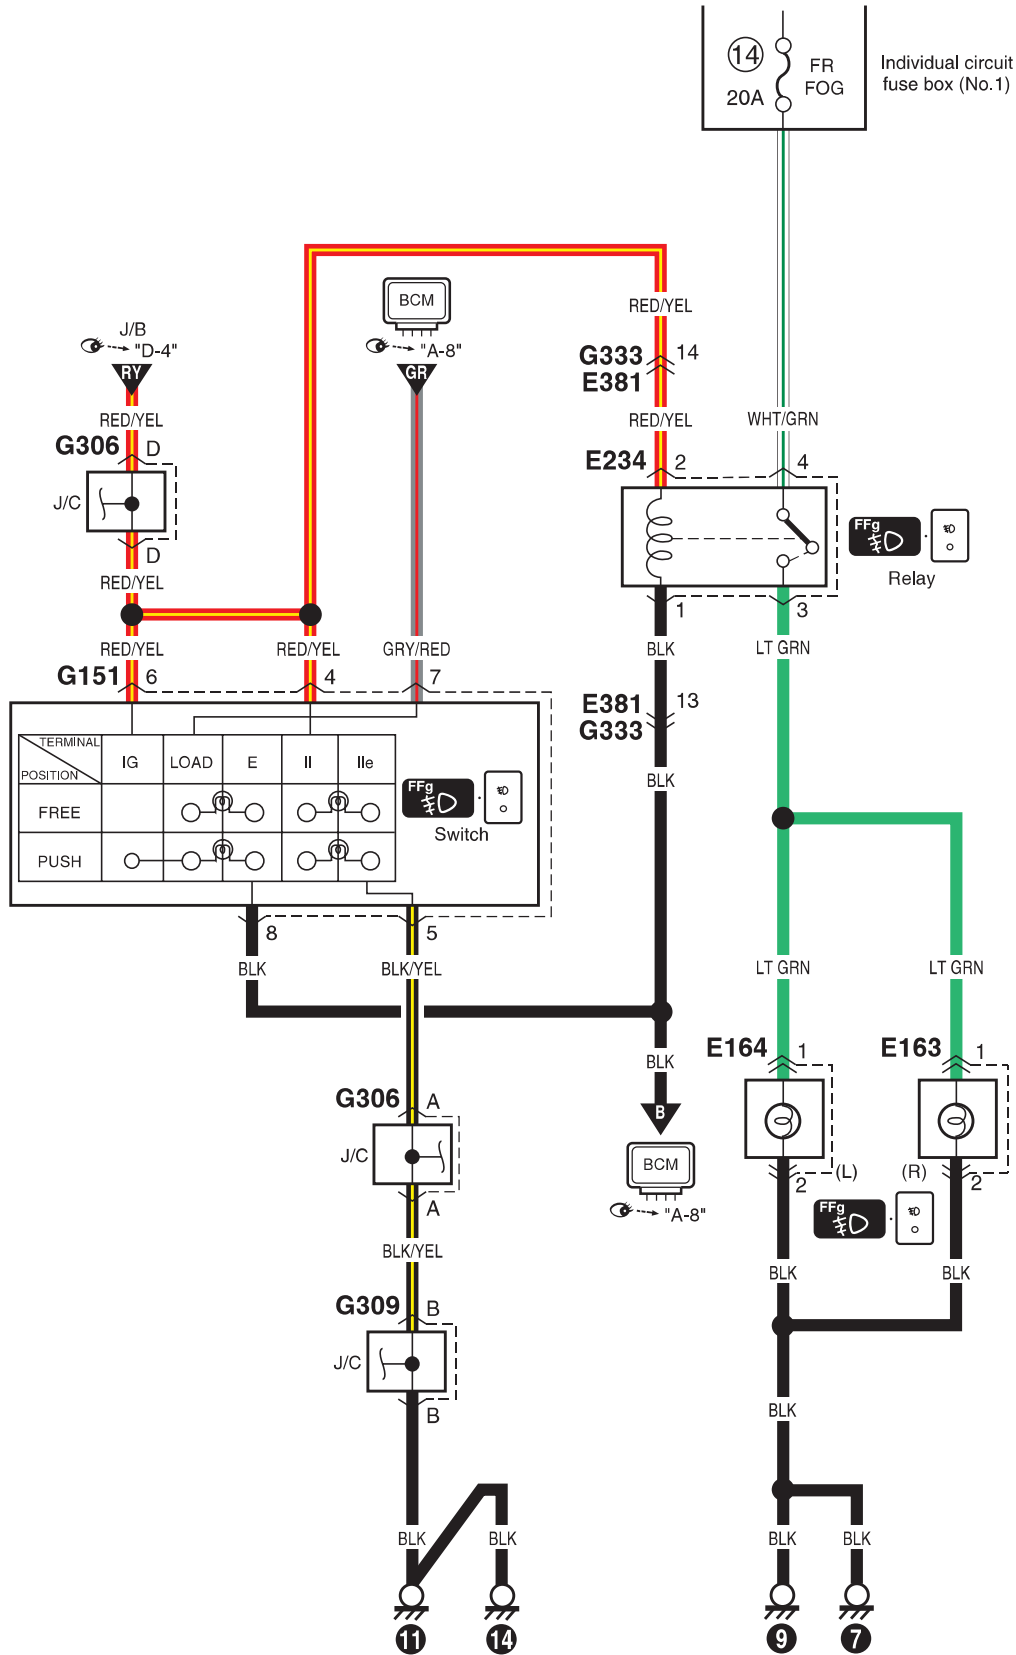 14
20A
FR
FOG
Individual circuit
fuse box (No.1)
RED/YEL
BCM
"A-8"
GR
J/B
"D-4"
RY
RED/YEL
G333
14
E381
RED/YEL
WHT/GRN
G306
D
J/C
D
RED/YEL
E234
2
4
FFg
Relay
1
3
RED/YEL
RED/YEL
GRY/RED
BLK
LT GRN
G151
6
4
7
E381
13
G333
TERMINAL
POSITION
IG
LOAD
E
II
IIe
FREE
PUSH
FFg
Switch
BLK
8
5
BLK
BLK/YEL
LT GRN
LT GRN
BLK
B
BCM
"A-8"
E164
1
E163
1
(L)
(R)
2
2
FFg
G306
A
J/C
A
BLK/YEL
BLK
BLK
G309
B
J/C
B
BLK
BLK
BLK
BLK
BLK
11
14
9
7